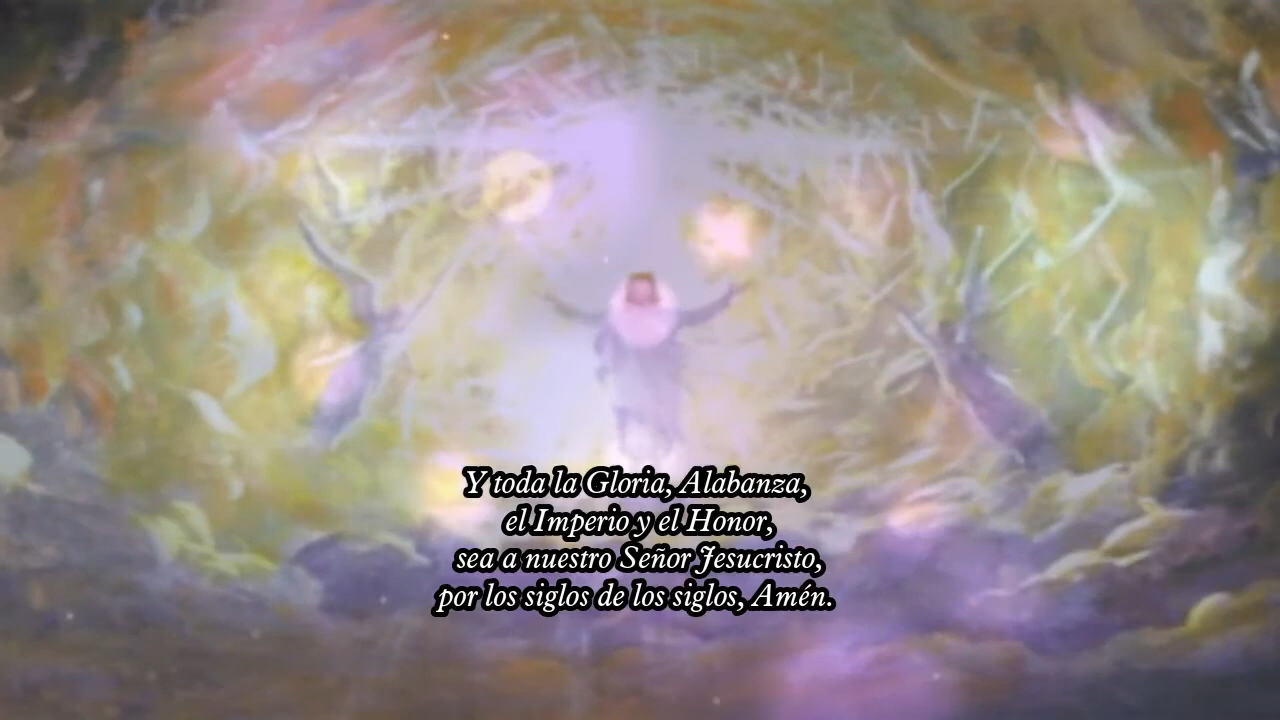 Y toda la Gloria, Alabanza,
el Imperio y el Honor,
sea a nuestro Señor Jesucristo,
por los siglos de los siglos, Amén.